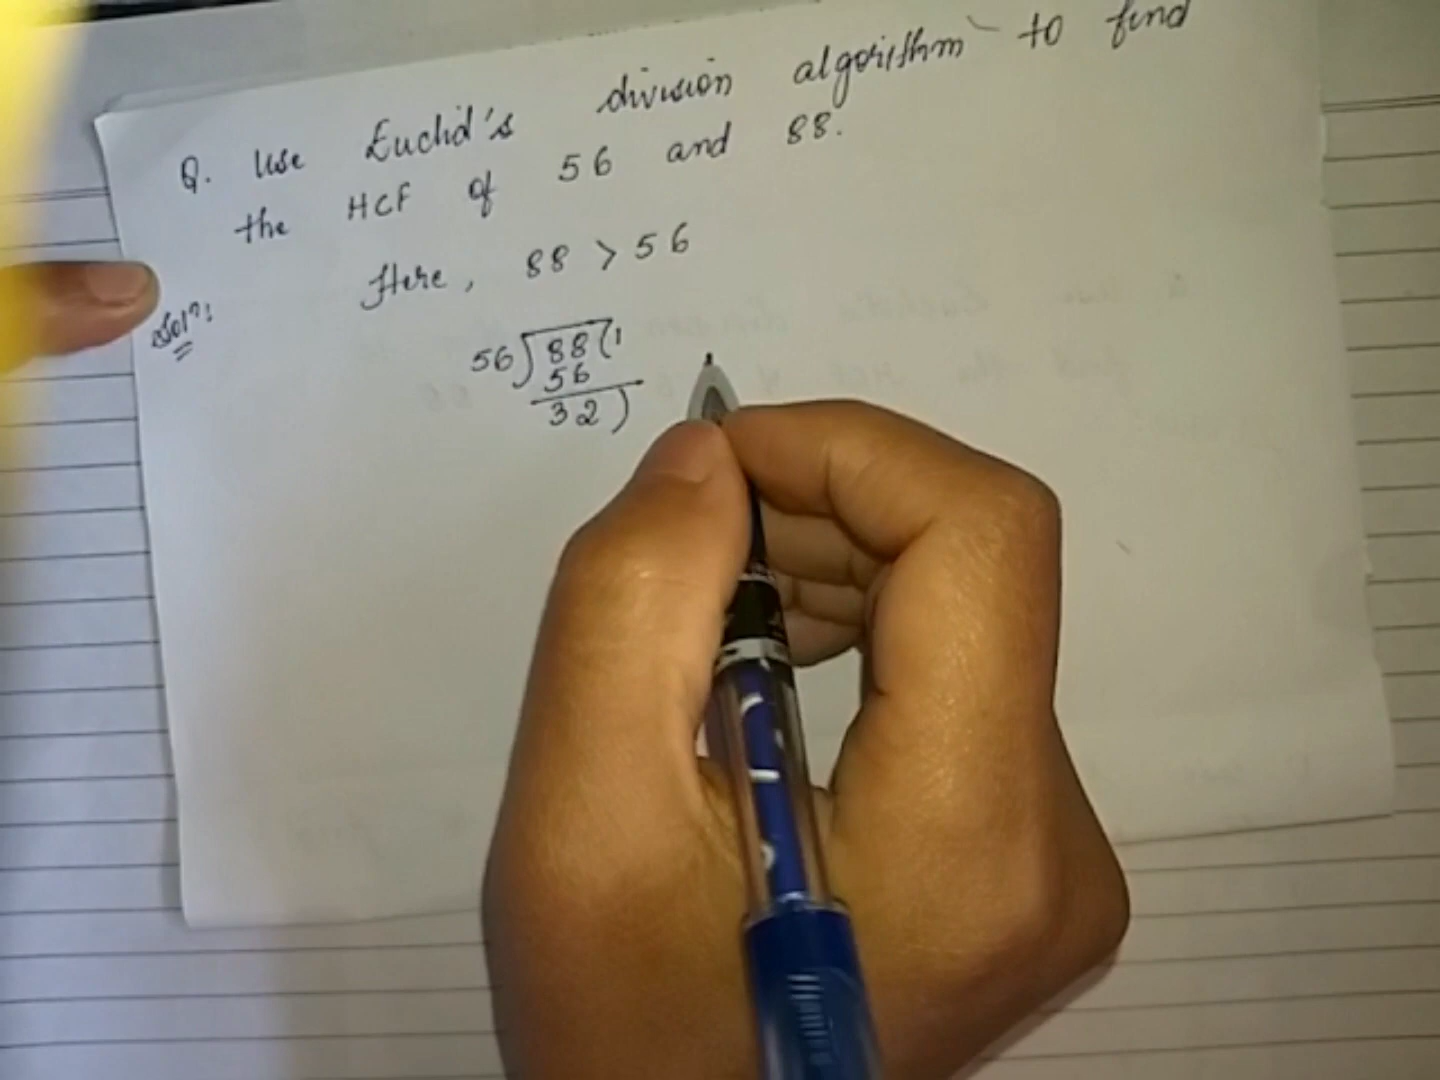 Q. Use Euclid's division algorithm to find
the HCF of 56 and 88.
Solⁿ: Here, 88 > 56
56)88(1
56
32)